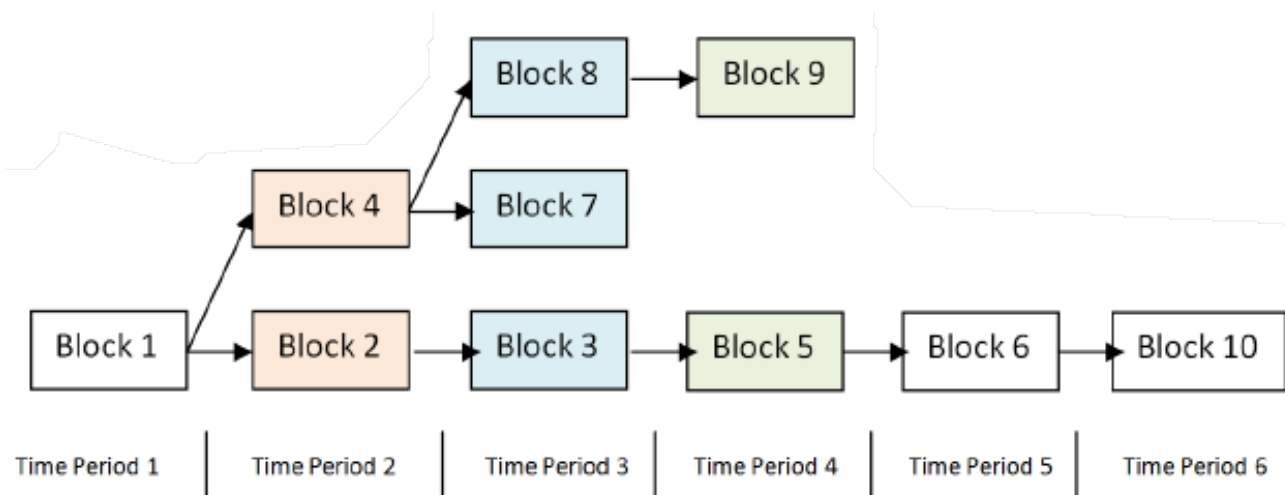 Block 8
Block 9
Block 4
Block 7
Block 1
Block 2
Block 3
Block 5
Block 6
Block 10
Time Period 1
Time Period 2
Time Period 3
Time Period 4
Time Period 5
Time Period 6